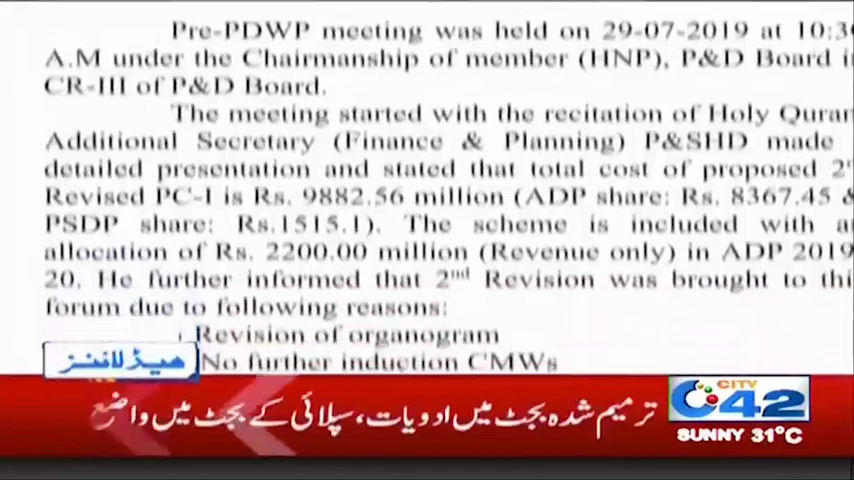 Pre-PDWP meeting was held on 29-07-2019 at 10:30
A.M under the Chairmanship of member (HNP), P&D Board in
CR-III of P&D Board.
The meeting started with the recitation of Holy Quran
Additional Secretary (Finance & Planning) P&SHD made
detailed presentation and stated that total cost of proposed 2
Revised PC-I is Rs. 9882.56 million (ADP share: Rs. 8367.45 &
PSDP share: Rs.1515.1). The scheme is included with an
allocation of Rs. 2200.00 million (Revenue only) in ADP 2019
20. He further informed that 2nd Revision was brought to this
forum due to following reasons:
Revision of organogram
No further induction CMWs
ہیڈلائنز
ترمیم شدہ بجٹ میں ادویات، سپلائی کے بجٹ میں واضع
CITY
42
SUNNY 31°C